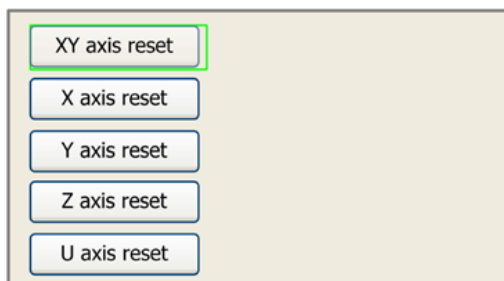 XY axis reset
X axis reset
Y axis reset
Z axis reset
U axis reset